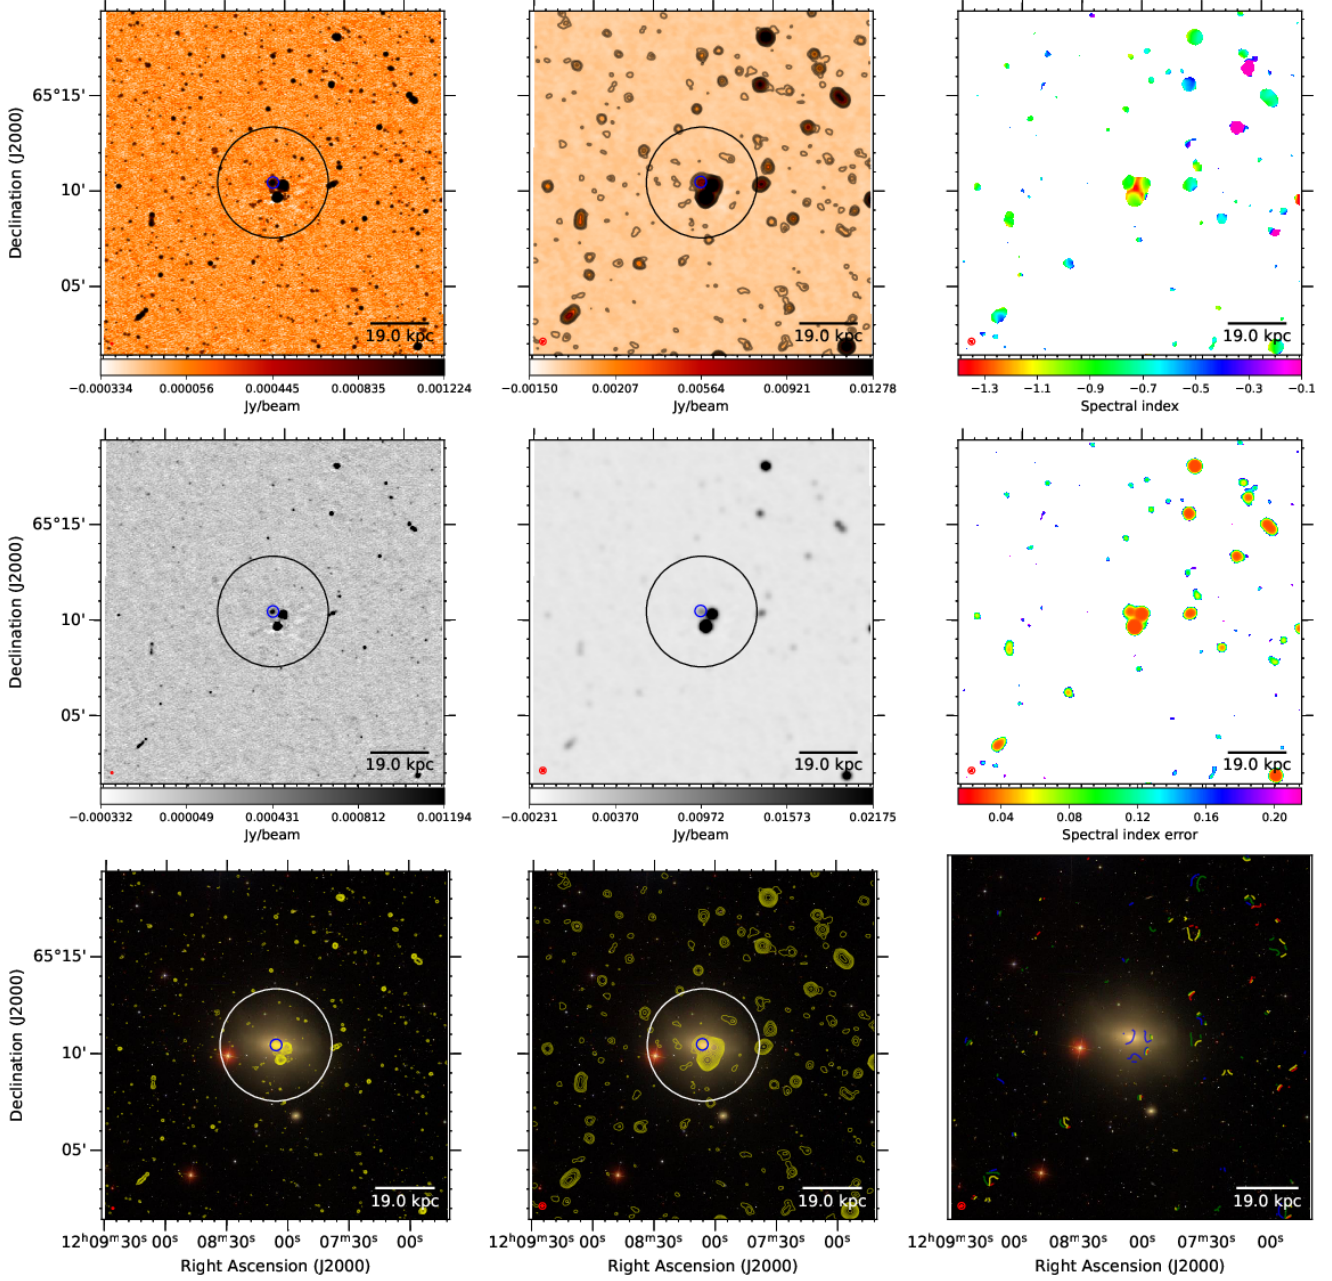 65°15'
10'
05'
Declination (J2000)
19.0 kpc
19.0 kpc
19.0 kpc
−0.000334 0.000056 0.000445 0.000835 0.001224
Jy/beam
−0.00150 0.00207 0.00564 0.00921 0.01278
Jy/beam
−1.3 −1.1 −0.9 −0.7 −0.5 −0.3 −0.1
Spectral index
65°15'
10'
05'
Declination (J2000)
19.0 kpc
19.0 kpc
19.0 kpc
−0.000332 0.000049 0.000431 0.000812 0.001194
Jy/beam
−0.00231 0.00370 0.00972 0.01573 0.02175
Jy/beam
0.04 0.08 0.12 0.16 0.20
Spectral index error
65°15'
10'
05'
Declination (J2000)
19.0 kpc
19.0 kpc
19.0 kpc
12ʰ09ᵐ30ˢ 00ˢ 08ᵐ30ˢ 00ˢ 07ᵐ30ˢ 00ˢ
Right Ascension (J2000)
12ʰ09ᵐ30ˢ 00ˢ 08ᵐ30ˢ 00ˢ 07ᵐ30ˢ 00ˢ
Right Ascension (J2000)
12ʰ09ᵐ30ˢ 00ˢ 08ᵐ30ˢ 00ˢ 07ᵐ30ˢ 00ˢ
Right Ascension (J2000)